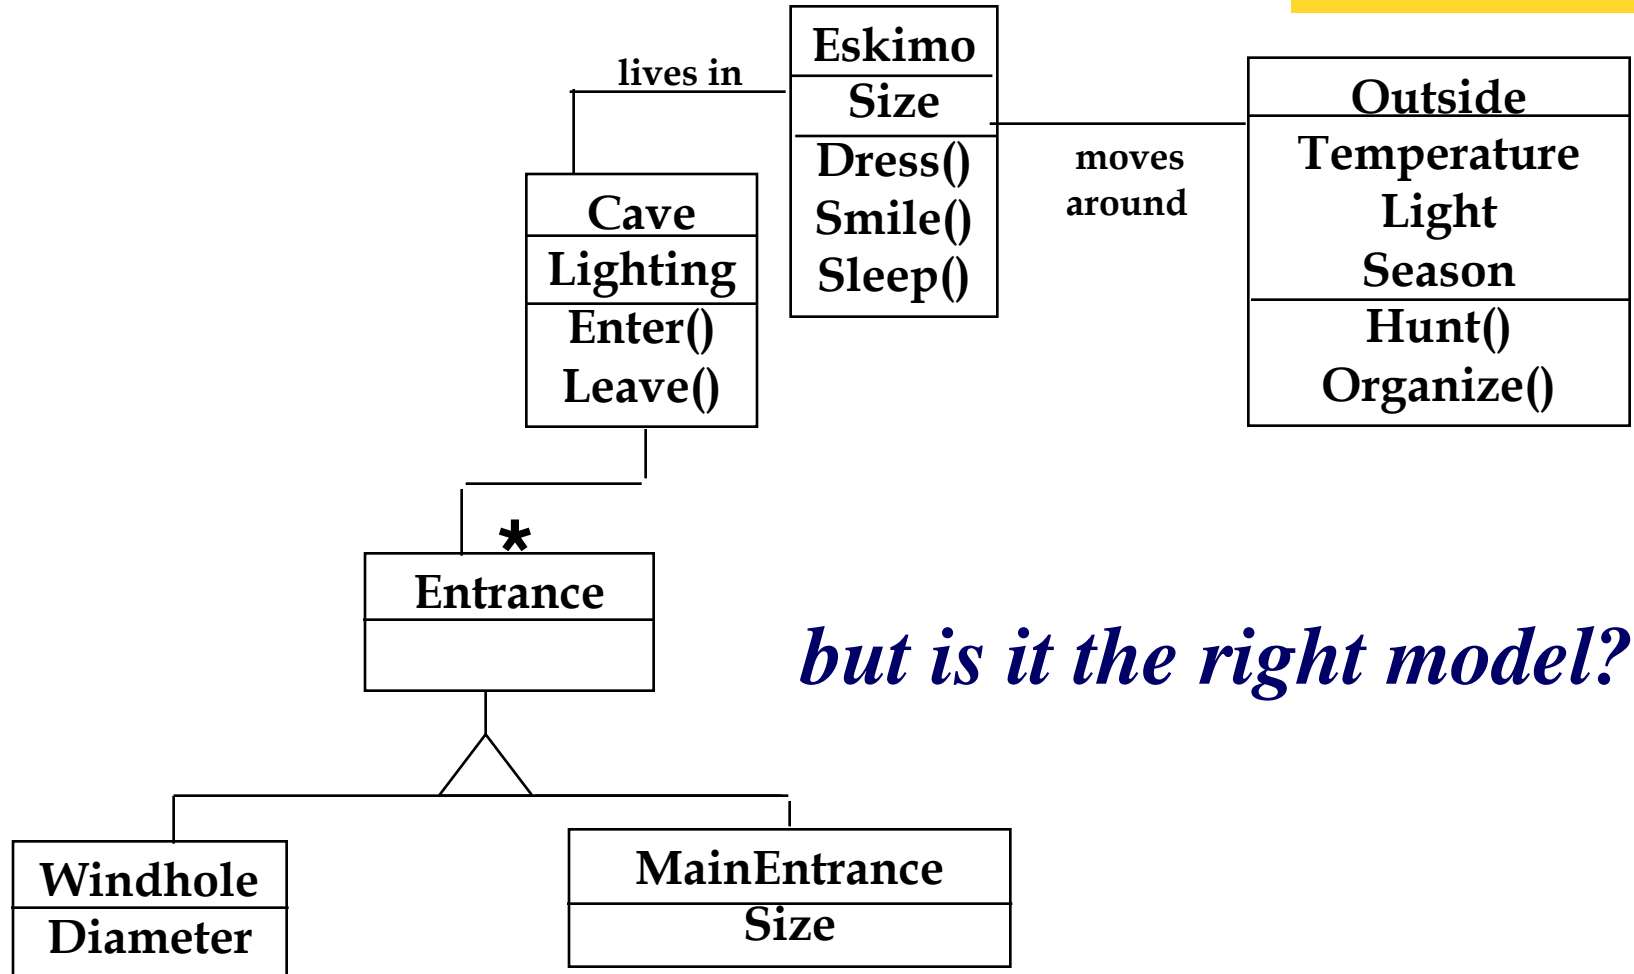 Eskimo
Size
Dress()
Smile()
Sleep()
lives in
moves
around
Outside
Temperature
Light
Season
Hunt()
Organize()
Cave
Lighting
Enter()
Leave()
*
Entrance
but is it the right model?
Windhole
Diameter
MainEntrance
Size